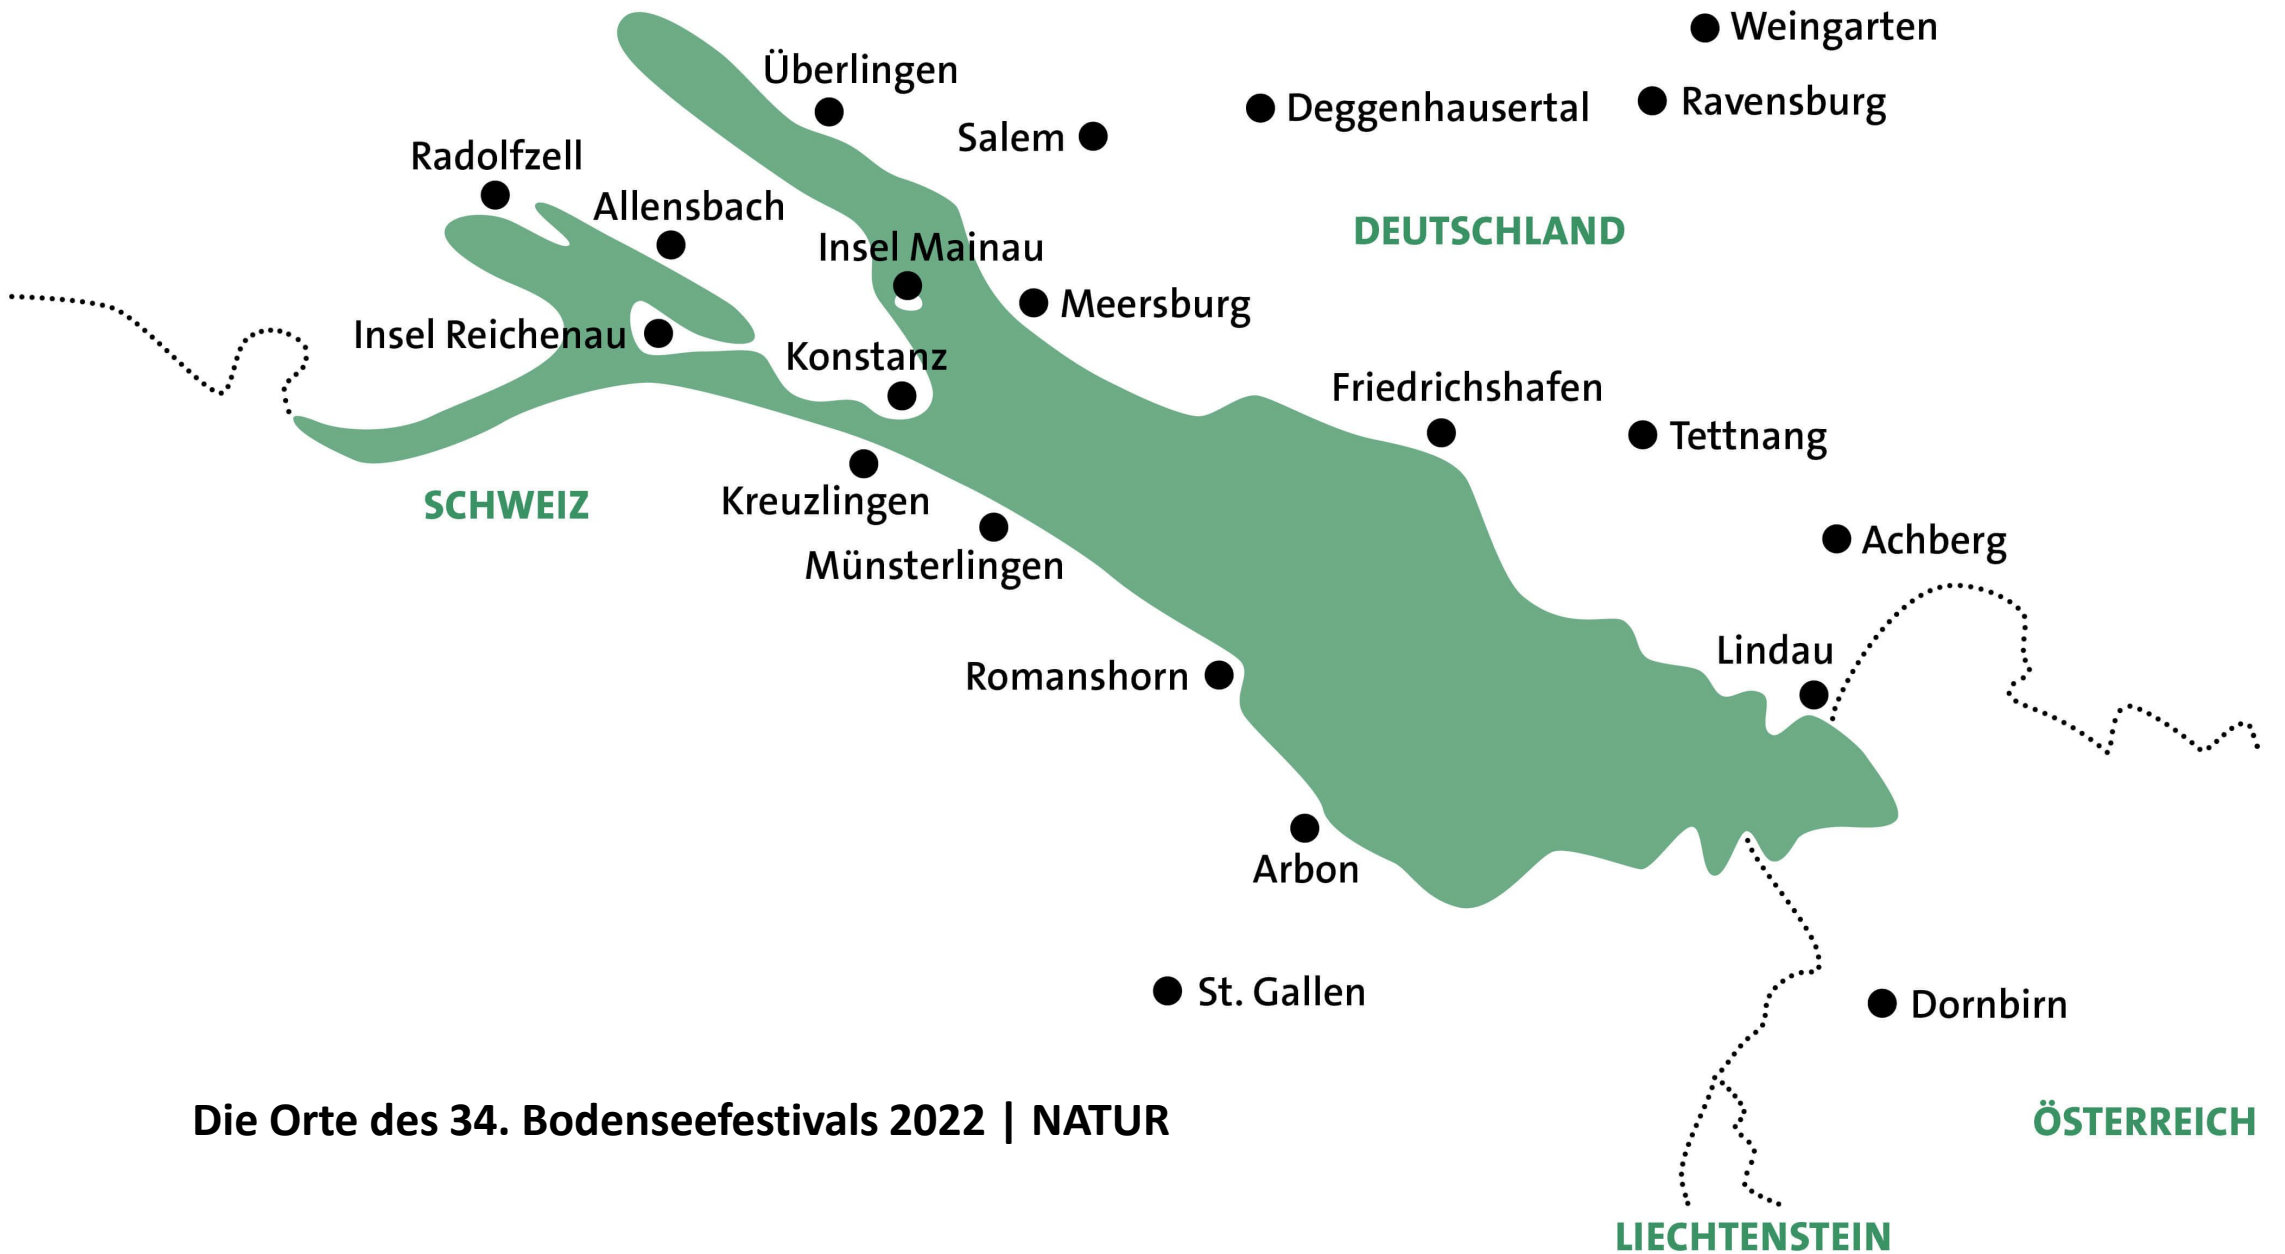 Weingarten
Überlingen
Deggenhausertal
Ravensburg
Salem
Radolfzell
Allensbach
DEUTSCHLAND
Insel Mainau
Meersburg
Insel Reichenau
Konstanz
Friedrichshafen
Tettnang
SCHWEIZ
Kreuzlingen
Achberg
Münsterlingen
Lindau
Romanshorn
Arbon
St. Gallen
Dornbirn
Die Orte des 34. Bodenseefestivals 2022 | NATUR
ÖSTERREICH
LIECHTENSTEIN